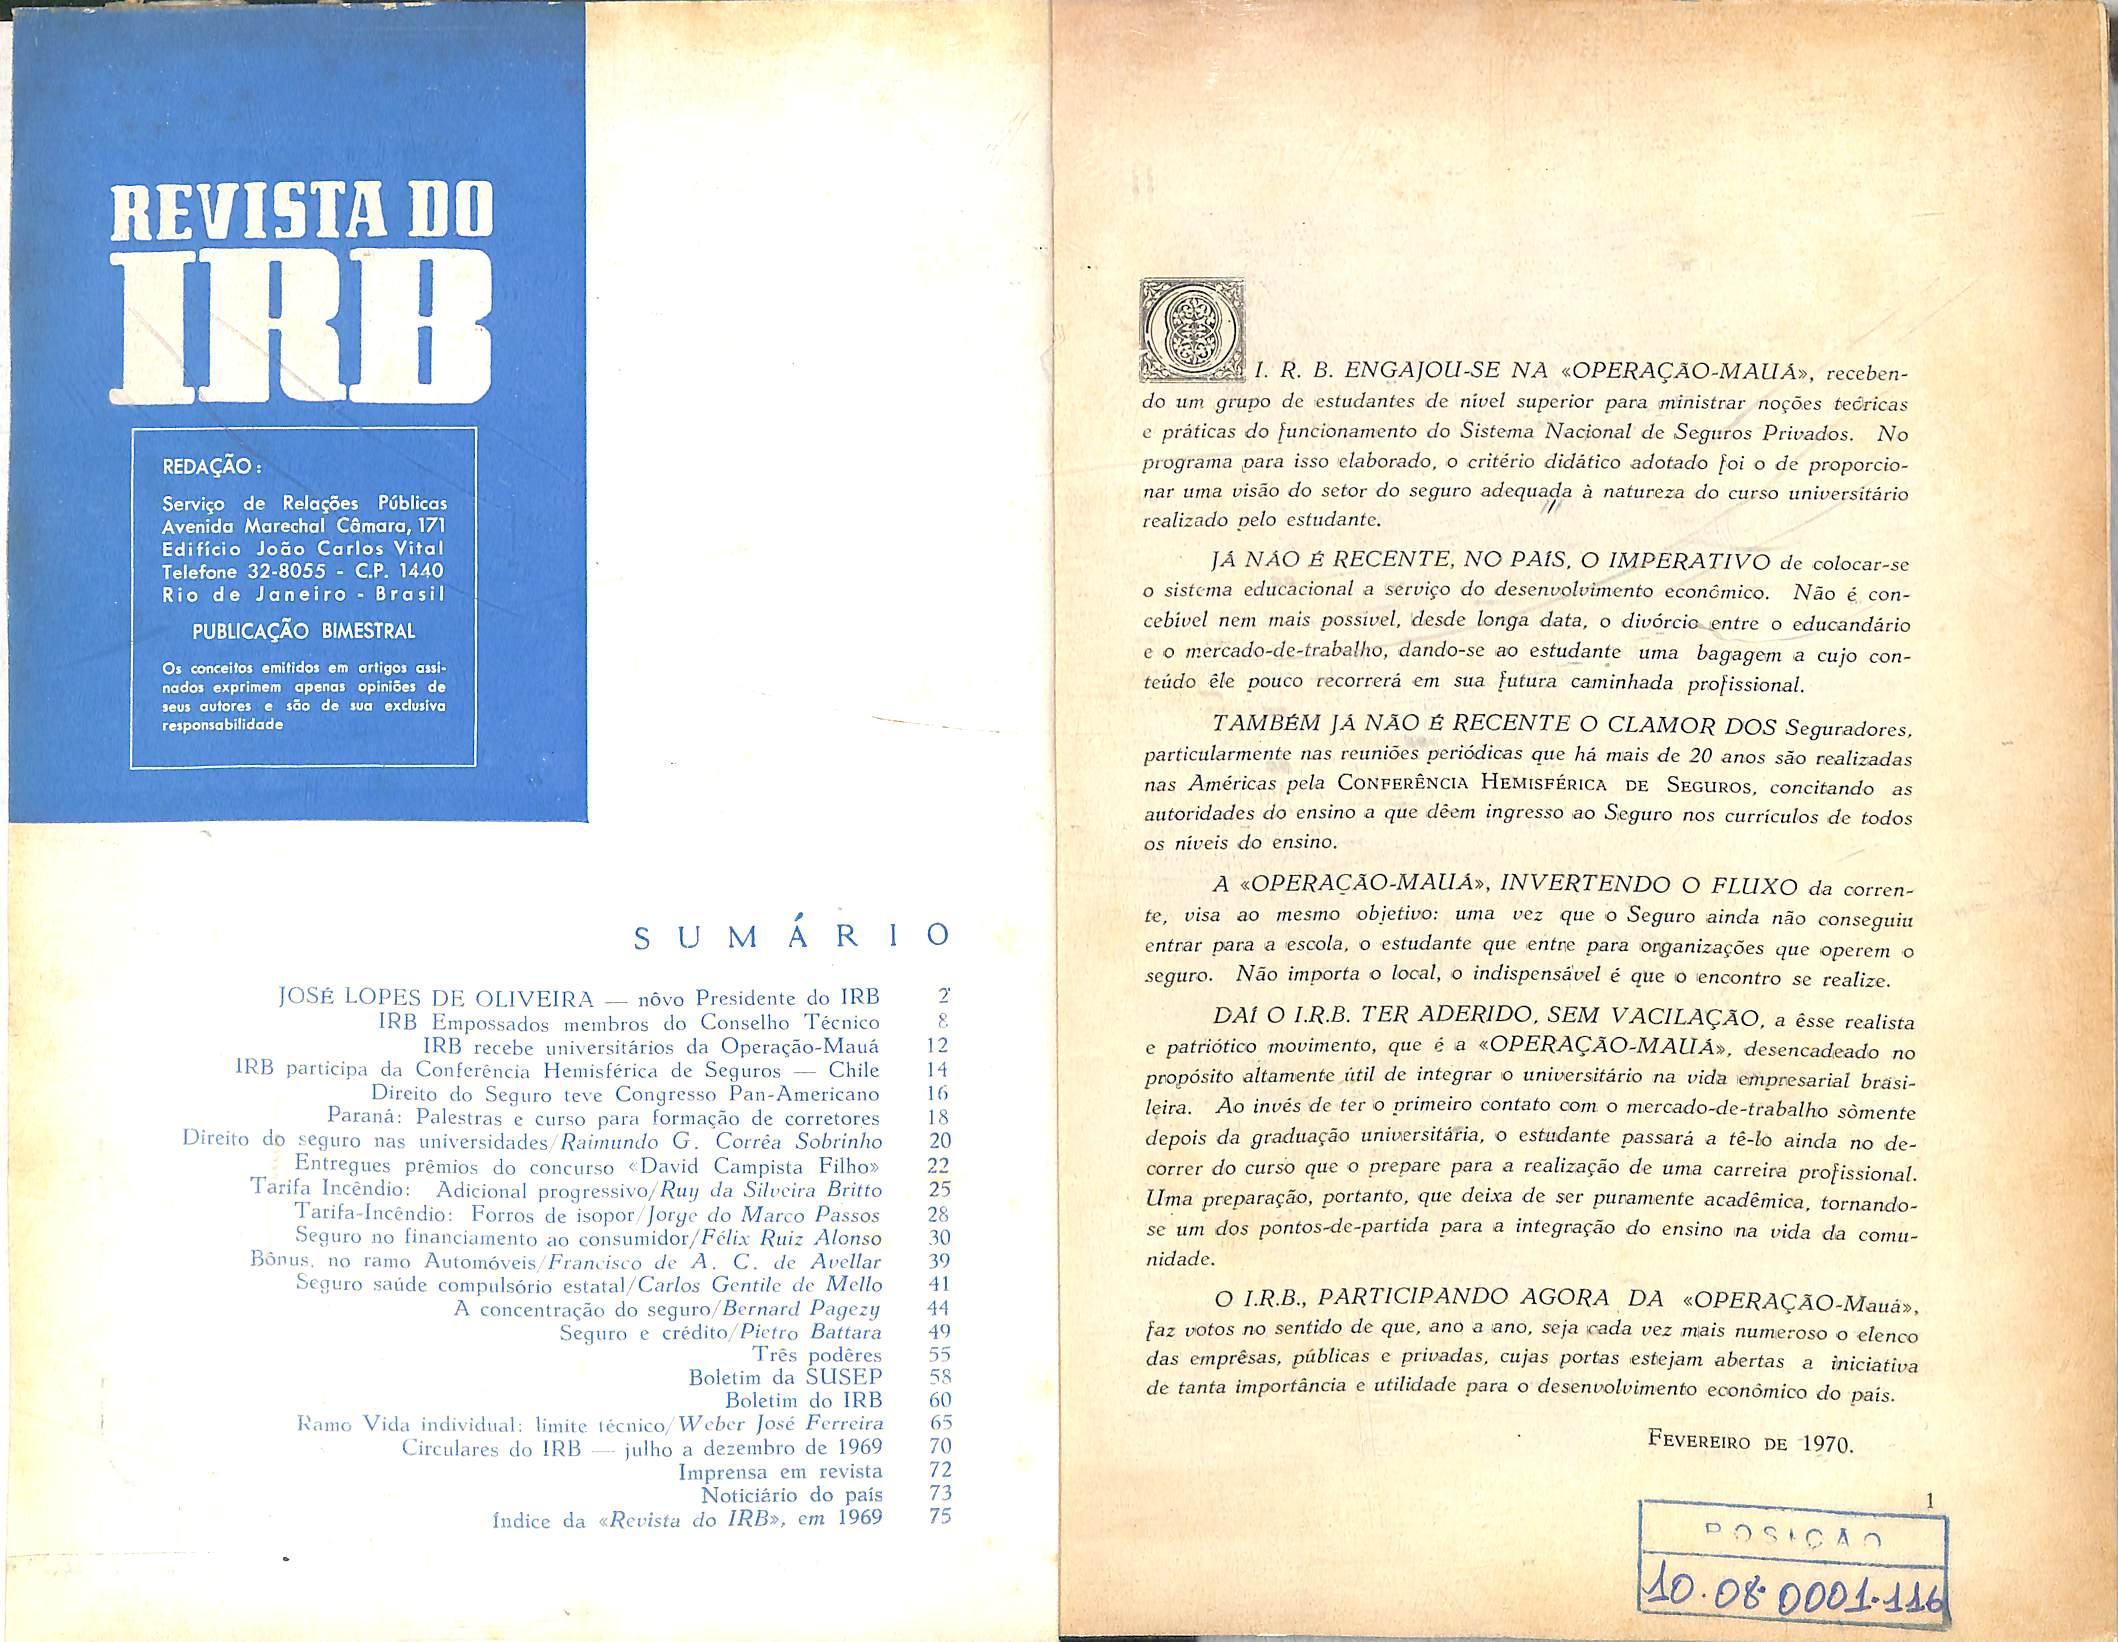 REVISTA DO
IRB
REDAÇÃO:
Serviço de Relações Públicas
Avenida Marechal Câmara, 171
Edifício João Carlos Vital
Telefone 32-8055 - C.P. 1440
Rio de Janeiro - Brasil
PUBLICAÇÃO BIMESTRAL
Os conceitos emitidos em artigos assi-
nados exprimem apenas opiniões de
seus autores e são de sua exclusiva
responsabilidade
SUMÁRIO
JOSÉ LOPES DE OLIVEIRA — nôvo Presidente do IRB 2
IRB Empossados membros do Conselho Técnico 8
IRB recebe universitários da Operação-Mauá 12
IRB participa da Conferência Hemisférica de Seguros — Chile 14
Direito do Seguro teve Congresso Pan-Americano 16
Paraná: Palestras e curso para formação de corretores 18
Direito do seguro nas universidades/Raimundo G. Corrêa Sobrinho 20
Entregues prêmios do concurso «David Campista Filho» 22
Tarifa Incêndio: Adicional progressivo/Ruy da Silveira Britto 25
Tarifa-Incêndio: Forros de isopor/Jorge do Marco Passos 28
Seguro no financiamento ao consumidor/Félix Ruiz Alonso 30
Bônus, no ramo Automóveis/Francisco de A. C. de Avellar 39
Seguro saúde compulsório estatal/Carlos Gentile de Mello 41
A concentração do seguro/Bernard Pagezy 44
Seguro e crédito/Pietro Battara 49
Três podêres 55
Boletim da SUSEP 58
Boletim do IRB 60
Ramo Vida individual: limite técnico/Weber José Ferreira 65
Circulares do IRB — julho a dezembro de 1969 70
Imprensa em revista 72
Noticiário do país 73
Índice da «Revista do IRB», em 1969 75
O I. R. B. ENGAJOU-SE NA «OPERAÇÃO-MAUÁ», receben-
do um grupo de estudantes de nível superior para ministrar noções teóricas
e práticas do funcionamento do Sistema Nacional de Seguros Privados. No
programa para isso elaborado, o critério didático adotado foi o de proporcio-
nar uma visão do setor do seguro adequada à natureza do curso universitário
realizado pelo estudante.
JÁ NÃO É RECENTE, NO PAÍS, O IMPERATIVO de colocar-se
o sistema educacional a serviço do desenvolvimento econômico. Não é con-
cebível nem mais possível, desde longa data, o divórcio entre o educandário
e o mercado-de-trabalho, dando-se ao estudante uma bagagem a cujo con-
teúdo êle pouco recorrerá em sua futura caminhada profissional.
TAMBÉM JÁ NÃO É RECENTE O CLAMOR DOS Seguradores,
particularmente nas reuniões periódicas que há mais de 20 anos são realizadas
nas Américas pela CONFERÊNCIA HEMISFÉRICA DE SEGUROS, concitando as
autoridades do ensino a que dêem ingresso ao Seguro nos currículos de todos
os níveis do ensino.
A «OPERAÇÃO-MAUÁ», INVERTENDO O FLUXO da corren-
te, visa ao mesmo objetivo: uma vez que o Seguro ainda não conseguiu
entrar para a escola, o estudante que entre para organizações que operem o
seguro. Não importa o local, o indispensável é que o encontro se realize.
DAÍ O I.R.B. TER ADERIDO, SEM VACILAÇÃO, a êsse realista
e patriótico movimento, que é a «OPERAÇÃO-MAUÁ», desencadeado no
propósito altamente útil de integrar o universitário na vida empresarial brasi-
leira. Ao invés de ter o primeiro contato com o mercado-de-trabalho sòmente
depois da graduação universitária, o estudante passará a tê-lo ainda no de-
correr do curso que o prepare para a realização de uma carreira profissional.
Uma preparação, portanto, que deixa de ser puramente acadêmica, tornando-
se um dos pontos-de-partida para a integração do ensino na vida da comu-
nidade.
O I.R.B., PARTICIPANDO AGORA DA «OPERAÇÃO-Mauá»,
faz votos no sentido de que, ano a ano, seja cada vez mais numeroso o elenco
das emprêsas, públicas e privadas, cujas portas estejam abertas a iniciativa
de tanta importância e utilidade para o desenvolvimento econômico do país.
FEVEREIRO DE 1970.
1
POSIÇÃO
10.08.0001.116